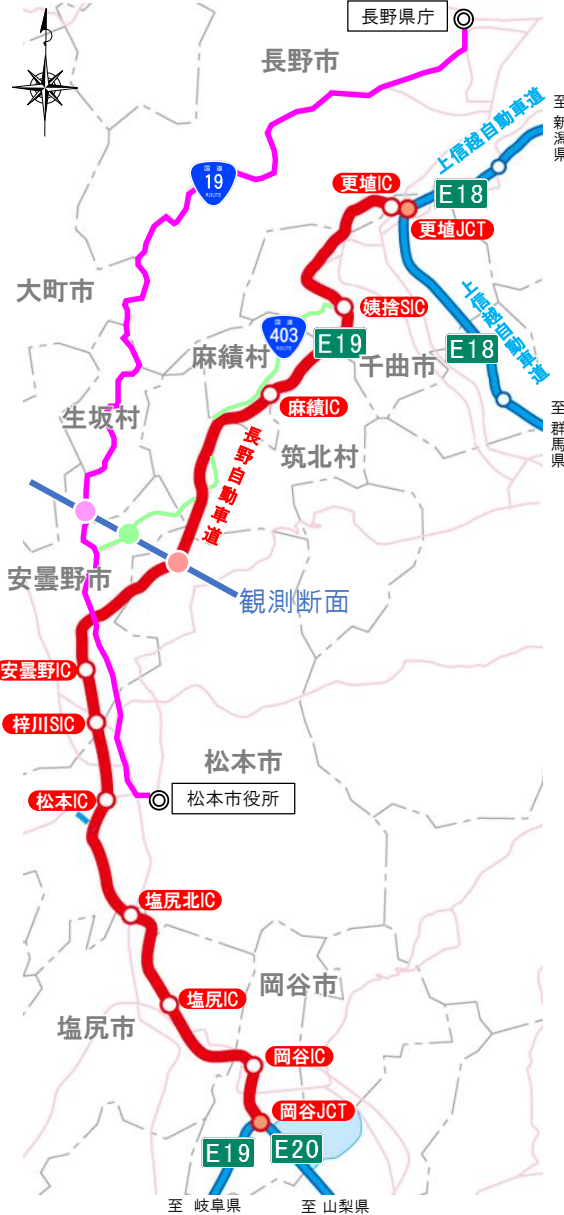 長野県庁
長野市
至 新潟県
上信越自動車道
国道
19
ROUTE
更埴IC
E18
更埴JCT
大町市
姨捨SIC
上信越自動車道
国道
403
ROUTE
E19
E18
麻績村
千曲市
麻績IC
至 群馬県
生坂村
長野自動車道
筑北村
安曇野市
観測断面
安曇野IC
梓川SIC
松本市
松本IC
松本市役所
塩尻北IC
岡谷市
塩尻IC
塩尻市
岡谷IC
岡谷JCT
E19
E20
至 岐阜県
至 山梨県